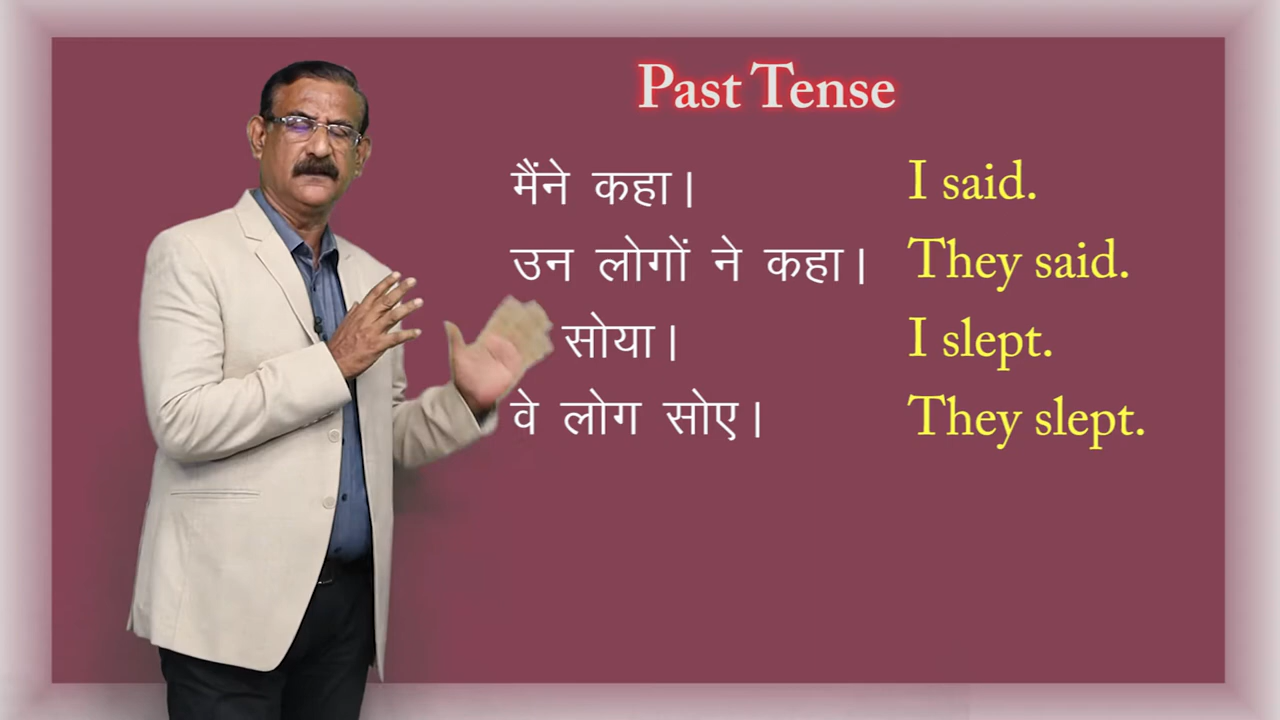 Past Tense
मैंने कहा। I said.
उन लोगों ने कहा। They said.
सोया। I slept.
वे लोग सोए। They slept.